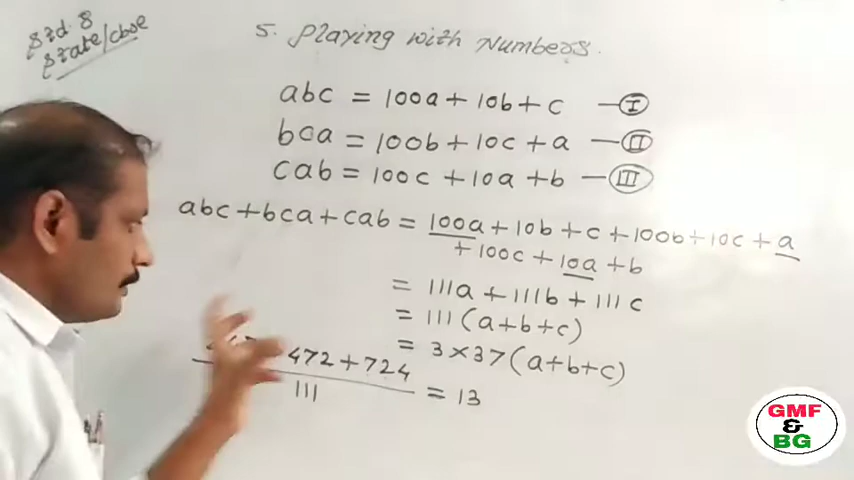 Std. 8
State/cbse
5. Playing with Numbers.
abc = 100a + 10b + c — I
bca = 100b + 10c + a — II
cab = 100c + 10a + b — III
abc + bca + cab = 100a + 10b + c + 100b + 10c + a
+ 100c + 10a + b
= 111a + 111b + 111c
= 111 (a+b+c)
= 3 × 37 (a+b+c)
472 + 724
111
= 13
GMF
&
BG